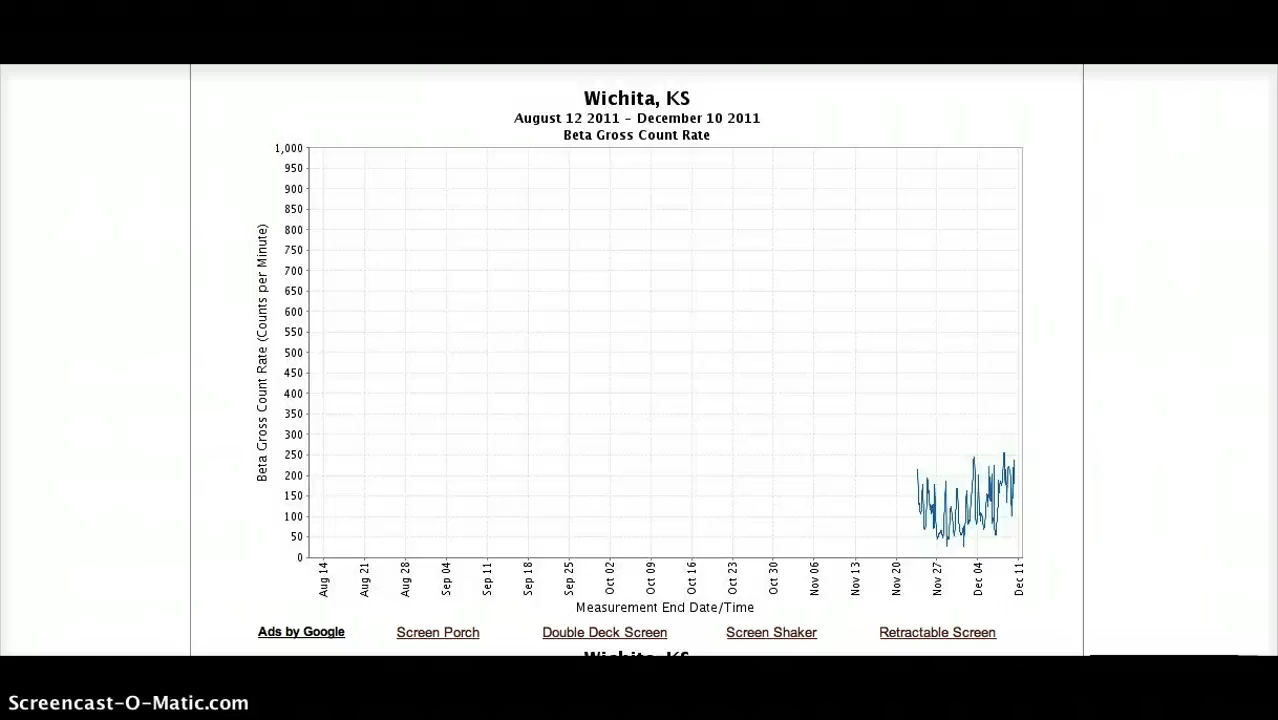 Wichita, KS
August 12 2011 - December 10 2011
Beta Gross Count Rate
1,000
950
900
850
800
750
700
650
600
550
500
450
400
350
300
250
200
150
100
50
0
Beta Gross Count Rate (Counts per Minute)
Aug 14
Aug 21
Aug 28
Sep 04
Sep 11
Sep 18
Sep 25
Oct 02
Oct 09
Oct 16
Oct 23
Oct 30
Nov 06
Nov 13
Nov 20
Nov 27
Dec 04
Dec 11
Measurement End Date/Time
Ads by Google Screen Porch Double Deck Screen Screen Shaker Retractable Screen
Wichita, KS
Screencast-O-Matic.com